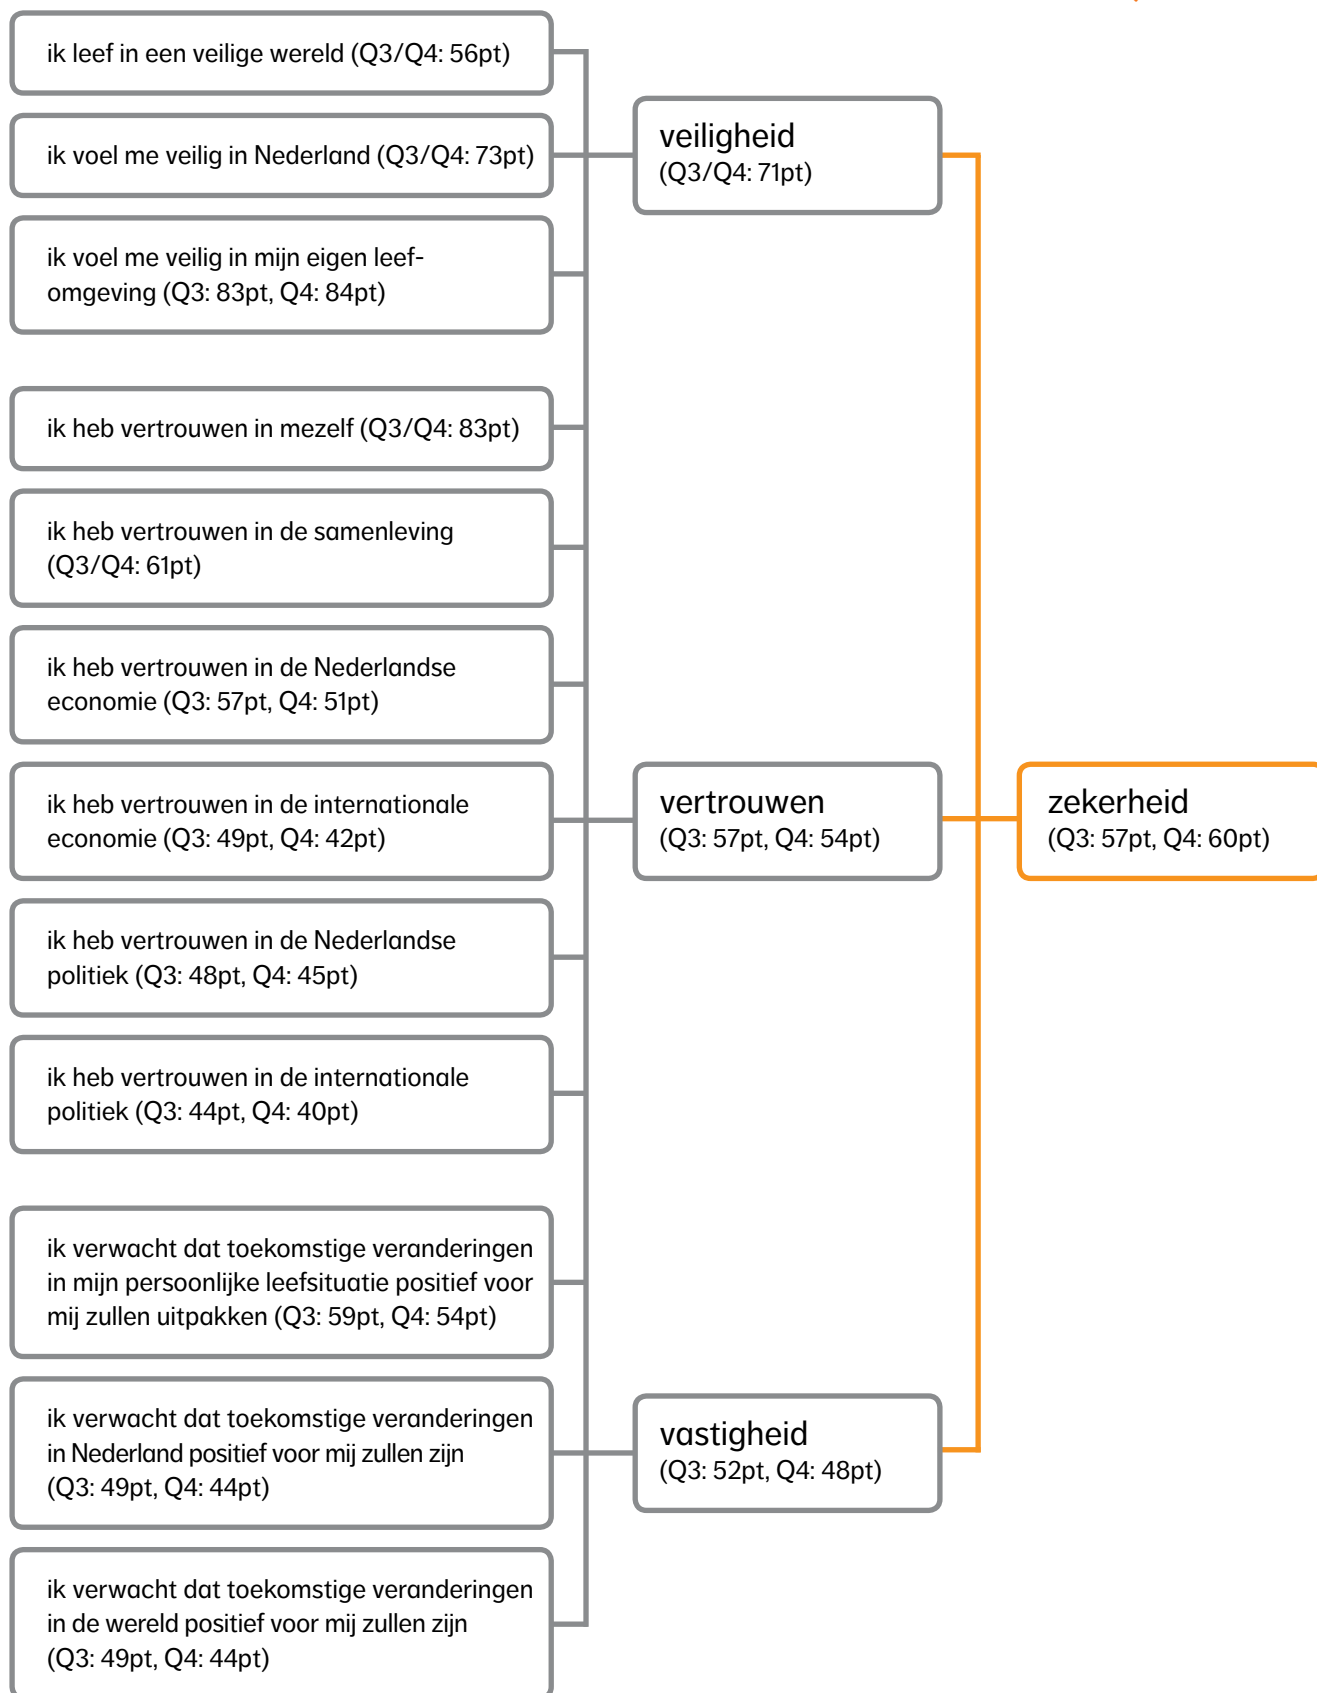 ik leef in een veilige wereld (Q3/Q4: 56pt)
ik voel me veilig in Nederland (Q3/Q4: 73pt)
ik voel me veilig in mijn eigen leef-
omgeving (Q3: 83pt, Q4: 84pt)
veiligheid
(Q3/Q4: 71pt)
ik heb vertrouwen in mezelf (Q3/Q4: 83pt)
ik heb vertrouwen in de samenleving
(Q3/Q4: 61pt)
ik heb vertrouwen in de Nederlandse
economie (Q3: 57pt, Q4: 51pt)
ik heb vertrouwen in de internationale
economie (Q3: 49pt, Q4: 42pt)
ik heb vertrouwen in de Nederlandse
politiek (Q3: 48pt, Q4: 45pt)
ik heb vertrouwen in de internationale
politiek (Q3: 44pt, Q4: 40pt)
vertrouwen
(Q3: 57pt, Q4: 54pt)
zekerheid
(Q3: 57pt, Q4: 60pt)
ik verwacht dat toekomstige veranderingen
in mijn persoonlijke leefsituatie positief voor
mij zullen uitpakken (Q3: 59pt, Q4: 54pt)
ik verwacht dat toekomstige veranderingen
in Nederland positief voor mij zullen zijn
(Q3: 49pt, Q4: 44pt)
ik verwacht dat toekomstige veranderingen
in de wereld positief voor mij zullen zijn
(Q3: 49pt, Q4: 44pt)
vastigheid
(Q3: 52pt, Q4: 48pt)